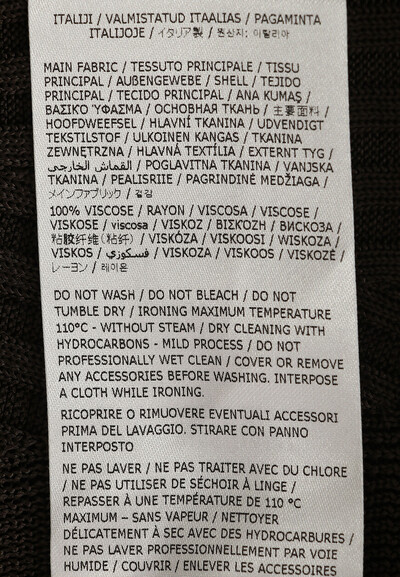 ITALIJI / VALMISTATUD ITAALIAS / PAGAMINTA
ITALIJOJE / イタリア製 / 원산지: 이탈리아
MAIN FABRIC / TESSUTO PRINCIPALE / TISSU
PRINCIPAL / AUßENGEWEBE / SHELL / TEJIDO
PRINCIPAL / TECIDO PRINCIPAL / ANA KUMAŞ /
ΒΑΣΙΚΟ ΎΦΑΣΜΑ / ОСНОВНАЯ ТКАНЬ / 主要面料 /
HOOFDWEEFSEL / HLAVNÍ TKANINA / UDVENDIGT
TEKSTILSTOF / ULKOINEN KANGAS / TKANINA
ZEWNĘTRZNA / HLAVNÁ TEXTÍLIA / EXTERNT TYG /
القماش الخارجي / POGLAVITNA TKANINA / VANJSKA
TKANINA / PEALISRIIE / PAGRINDINĖ MEDŽIAGA /
メインファブリック / 겉감
100% VISCOSE / RAYON / VISCOSA / VISCOSE /
VISKOSE / viscosa / VISKOZ / ΒΙΣΚΟΖΗ / ВИСКОЗА /
粘胶纤维(粘纤) / VISKÓZA / VISKOOSI / WISKOZA /
VISKOS / فسكوزي / VISKOZA / VISKOOS / VISKOZĖ /
レーヨン / 레이온
DO NOT WASH / DO NOT BLEACH / DO NOT
TUMBLE DRY / IRONING MAXIMUM TEMPERATURE
110°C - WITHOUT STEAM / DRY CLEANING WITH
HYDROCARBONS - MILD PROCESS / DO NOT
PROFESSIONALLY WET CLEAN / COVER OR REMOVE
ANY ACCESSORIES BEFORE WASHING. INTERPOSE
A CLOTH WHILE IRONING.
RICOPRIRE O RIMUOVERE EVENTUALI ACCESSORI
PRIMA DEL LAVAGGIO. STIRARE CON PANNO
INTERPOSTO
NE PAS LAVER / NE PAS TRAITER AVEC DU CHLORE
/ NE PAS UTILISER DE SÉCHOIR À LINGE /
REPASSER À UNE TEMPÉRATURE DE 110 °C
MAXIMUM – SANS VAPEUR / NETTOYER
DÉLICATEMENT À SEC AVEC DES HYDROCARBURES /
NE PAS LAVER PROFESSIONNELLEMENT PAR VOIE
HUMIDE / COUVRIR / ENLEVER LES ACCESSOIRES